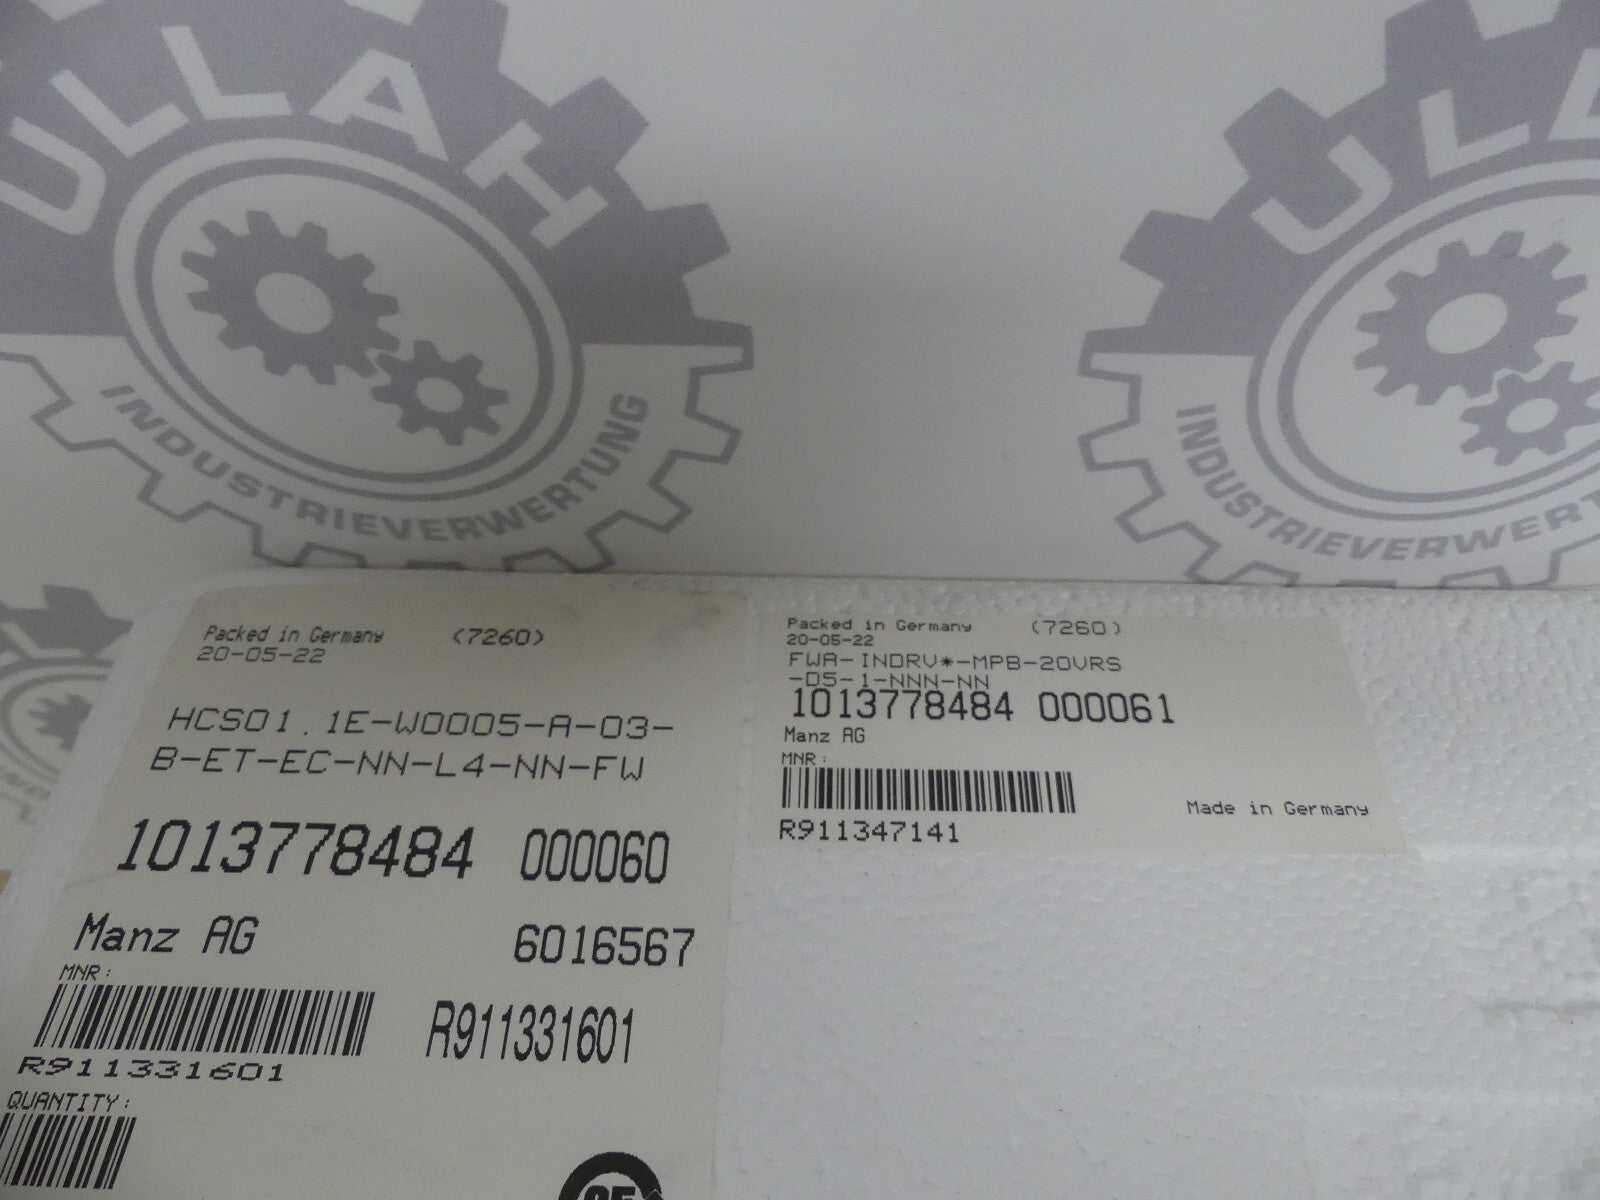 ULLAH
INDUSTRIEVERWERTUNG
ULLA
INDUSTRIEVERWERT
Packed in Germany (7260)
20-05-22
HCS01.1E-W0005-A-03-
B-ET-EC-NN-L4-NN-FW
1013778484 000060
Manz AG 6016567
MNR:
R911331601
R911331601
QUANTITY:
Packed in Germany (7260)
20-05-22
FWA-INDRV*-MPB-20VRS
-D5-1-NNN-NN
1013778484 000061
Manz AG
MNR:
R911347141
Made in Germany